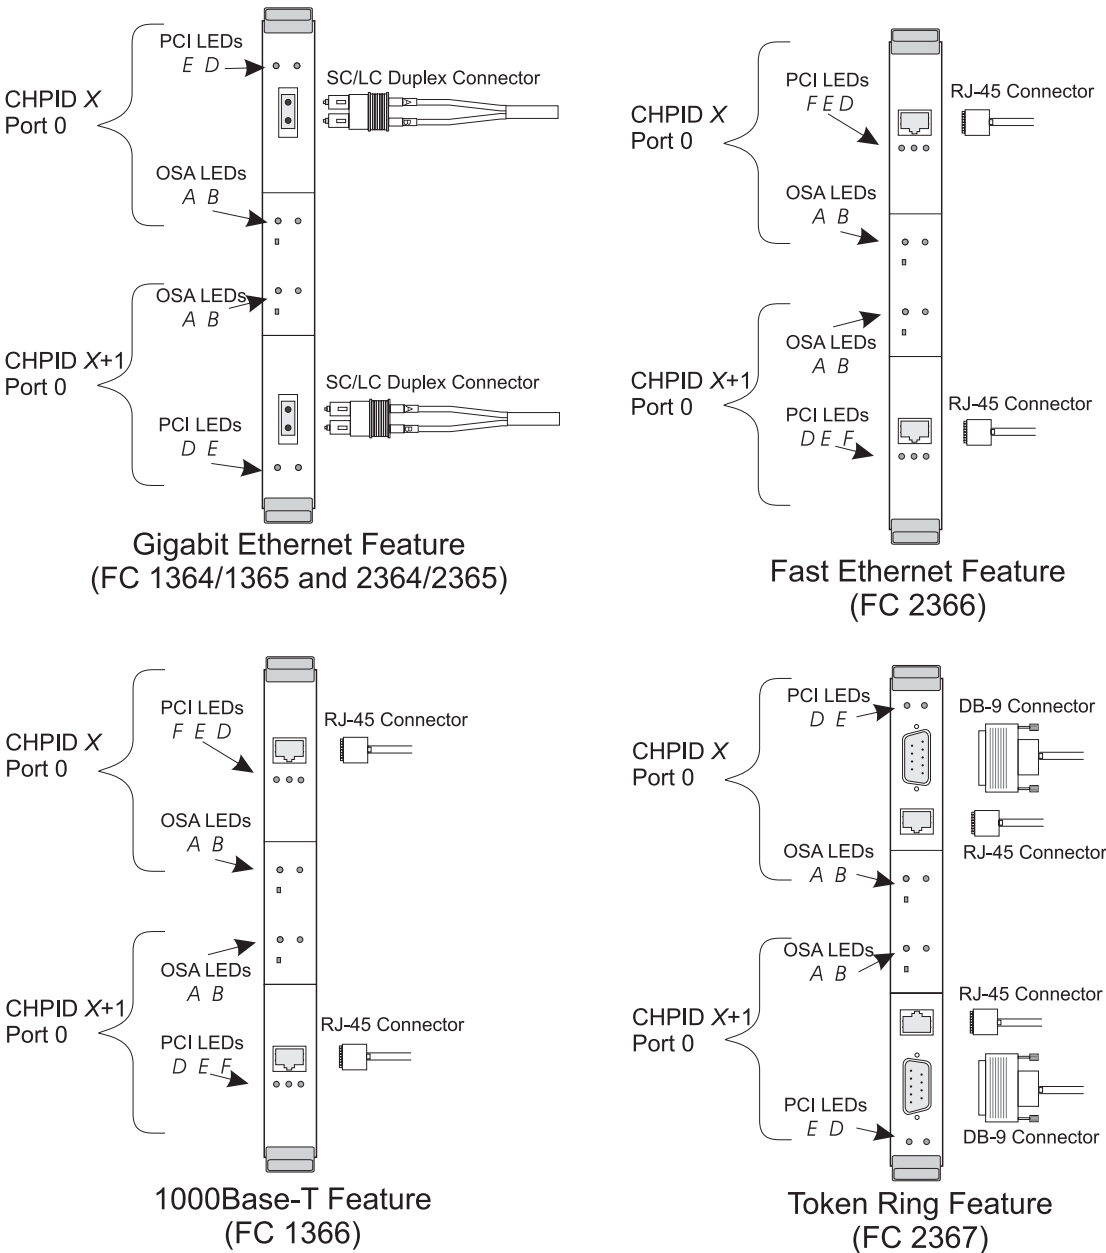 PCI LEDs
E D
CHPID X
Port 0
SC/LC Duplex Connector
OSA LEDs
A B
OSA LEDs
A B
CHPID X+1
Port 0
SC/LC Duplex Connector
PCI LEDs
D E
Gigabit Ethernet Feature
(FC 1364/1365 and 2364/2365)
PCI LEDs
F E D
RJ-45 Connector
CHPID X
Port 0
OSA LEDs
A B
OSA LEDs
A B
CHPID X+1
Port 0
PCI LEDs
D E F
RJ-45 Connector
Fast Ethernet Feature
(FC 2366)
PCI LEDs
F E D
RJ-45 Connector
CHPID X
Port 0
OSA LEDs
A B
OSA LEDs
A B
CHPID X+1
Port 0
RJ-45 Connector
PCI LEDs
D E F
1000Base-T Feature
(FC 1366)
PCI LEDs
D E
DB-9 Connector
CHPID X
Port 0
RJ-45 Connector
OSA LEDs
A B
OSA LEDs
A B
RJ-45 Connector
CHPID X+1
Port 0
PCI LEDs
E D
DB-9 Connector
Token Ring Feature
(FC 2367)